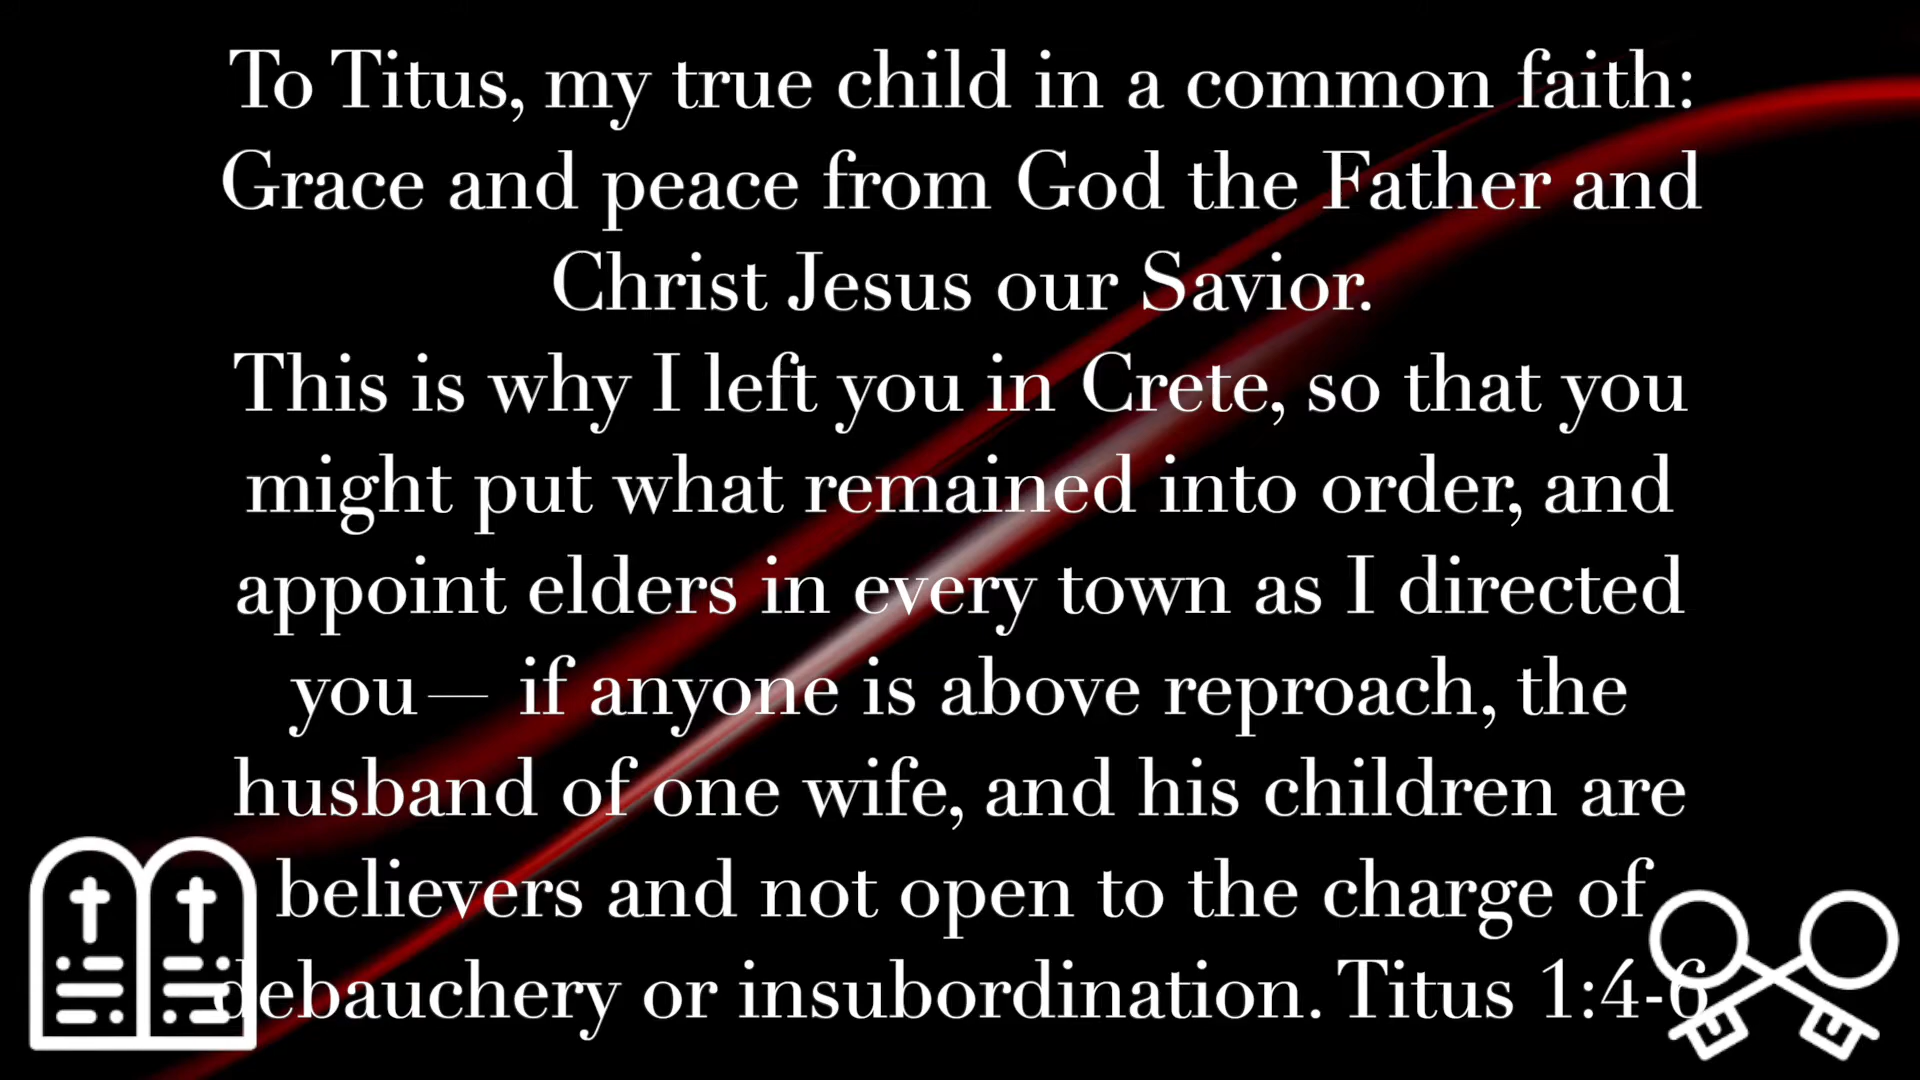 To Titus, my true child in a common faith:
Grace and peace from God the Father and
Christ Jesus our Savior.
This is why I left you in Crete, so that you
might put what remained into order, and
appoint elders in every town as I directed
you— if anyone is above reproach, the
husband of one wife, and his children are
believers and not open to the charge of
debauchery or insubordination. Titus 1:4-6